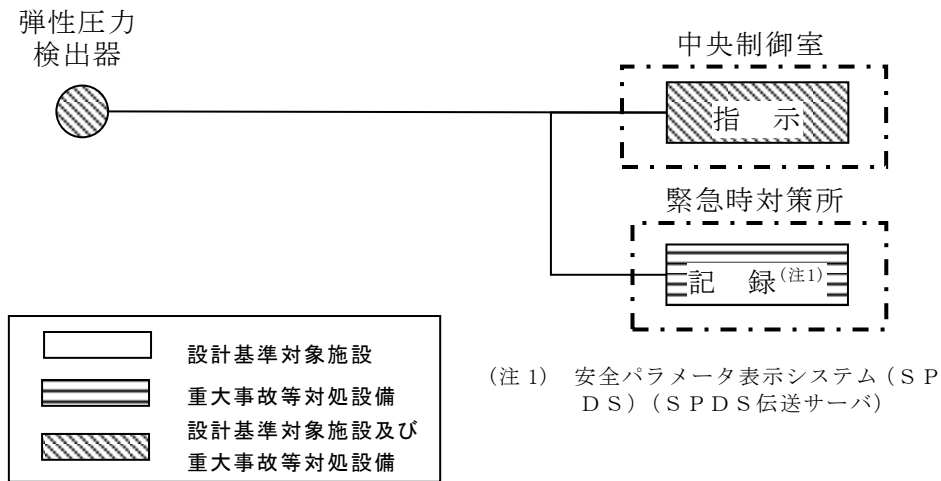 弾性圧力
検出器
中央制御室
指　示
緊急時対策所
記　録(注1)
設計基準対象施設
重大事故等対処設備
設計基準対象施設及び
重大事故等対処設備
(注 1)　安全パラメータ表示システム（ＳＰ
ＤＳ）（ＳＰＤＳ伝送サーバ）